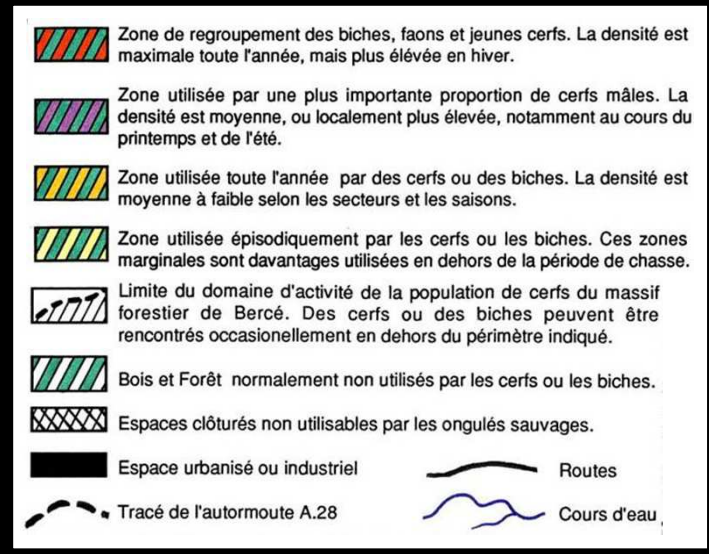 Zone de regroupement des biches, faons et jeunes cerfs. La densité est
maximale toute l'année, mais plus élévée en hiver.
Zone utilisée par une plus importante proportion de cerfs mâles. La
densité est moyenne, ou localement plus élevée, notamment au cours du
printemps et de l'été.
Zone utilisée toute l'année par des cerfs ou des biches. La densité est
moyenne à faible selon les secteurs et les saisons.
Zone utilisée épisodiquement par les cerfs ou les biches. Ces zones
marginales sont davantages utilisées en dehors de la période de chasse.
Limite du domaine d'activité de la population de cerfs du massif
forestier de Bercé. Des cerfs ou des biches peuvent être
rencontrés occasionellement en dehors du périmètre indiqué.
Bois et Forêt normalement non utilisés par les cerfs ou les biches.
Espaces clôturés non utilisables par les ongulés sauvages.
Espace urbanisé ou industriel
Routes
Tracé de l'autormoute A.28
Cours d'eau